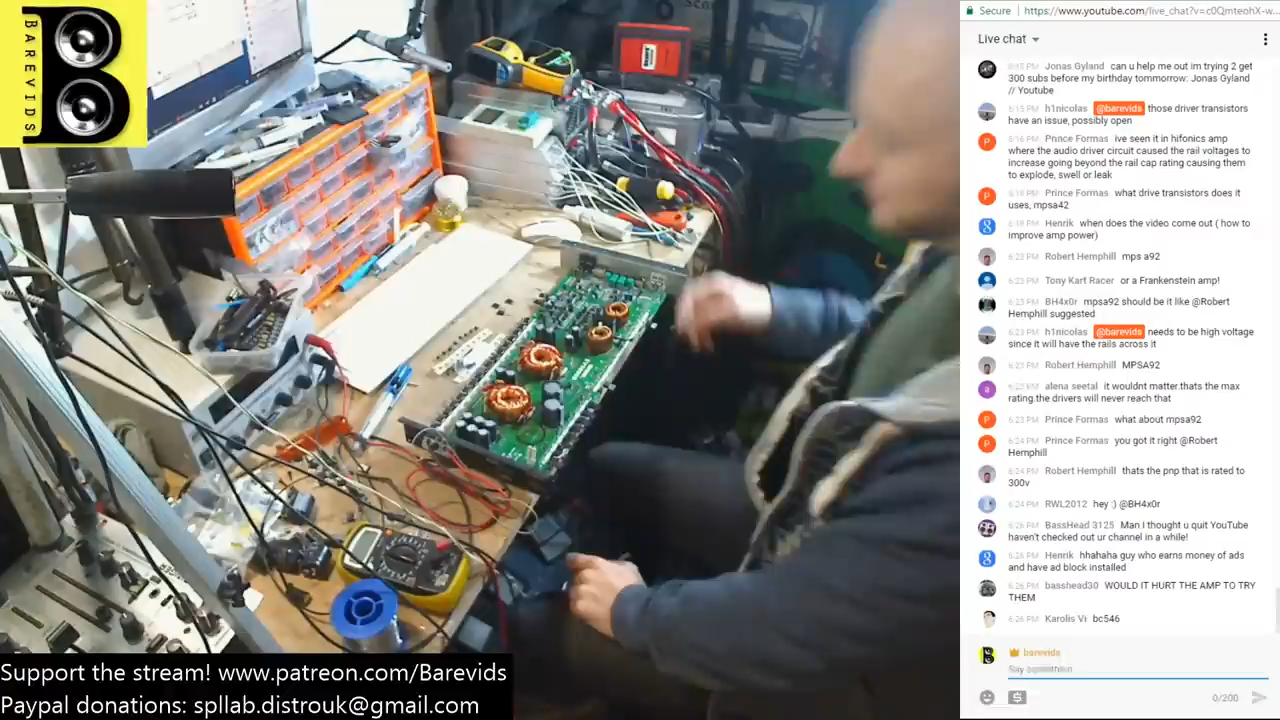 BAREVIDS
Secure
https://www.youtube.com/live_chat?v=c0QmteohX-w...
Live chat
Jonas Gyland can u help me out im trying 2 get
300 subs before my birthday tommorrow: Jonas Gyland
// Youtube
6:15 PM h1nicolas @barevids those driver transistors
have an issue, possibly open
6:16 PM Prince Formas ive seen it in hifonics amp
where the audio driver circuit caused the rail voltages to
increase going beyond the rail cap rating causing them
to explode, swell or leak
6:18 PM Prince Formas what drive transistors does it
uses, mpsa42
6:18 PM Henrik when does the video come out ( how to
improve amp power)
6:23 PM Robert Hemphill mps a92
6:23 PM Tony Kart Racer or a Frankenstein amp!
6:23 PM BH4x0r mpsa92 should be it like @Robert
Hemphill suggested
6:23 PM h1nicolas @barevids needs to be high voltage
since it will have the rails across it
6:23 PM Robert Hemphill MPSA92
alena seetal it wouldnt matter.thats the max
rating.the drivers will never reach that
6:23 PM Prince Formas what about mpsa92
6:24 PM Prince Formas you got it right @Robert
Hemphill
6:24 PM Robert Hemphill thats the pnp that is rated to
300v
6:24 PM RWL2012 hey :) @BH4x0r
6:26 PM BassHead 3125 Man I thought u quit YouTube
haven't checked out ur channel in a while!
6:26 PM Henrik hhahaha guy who earns money of ads
and have ad block installed
6:26 PM basshead30 WOULD IT HURT THE AMP TO TRY
THEM
6:26 PM Karolis Vi bc546
barevids
Say
0/200
Support the stream! www.patreon.com/Barevids
Paypal donations: spllab.distreuk@gmail.com